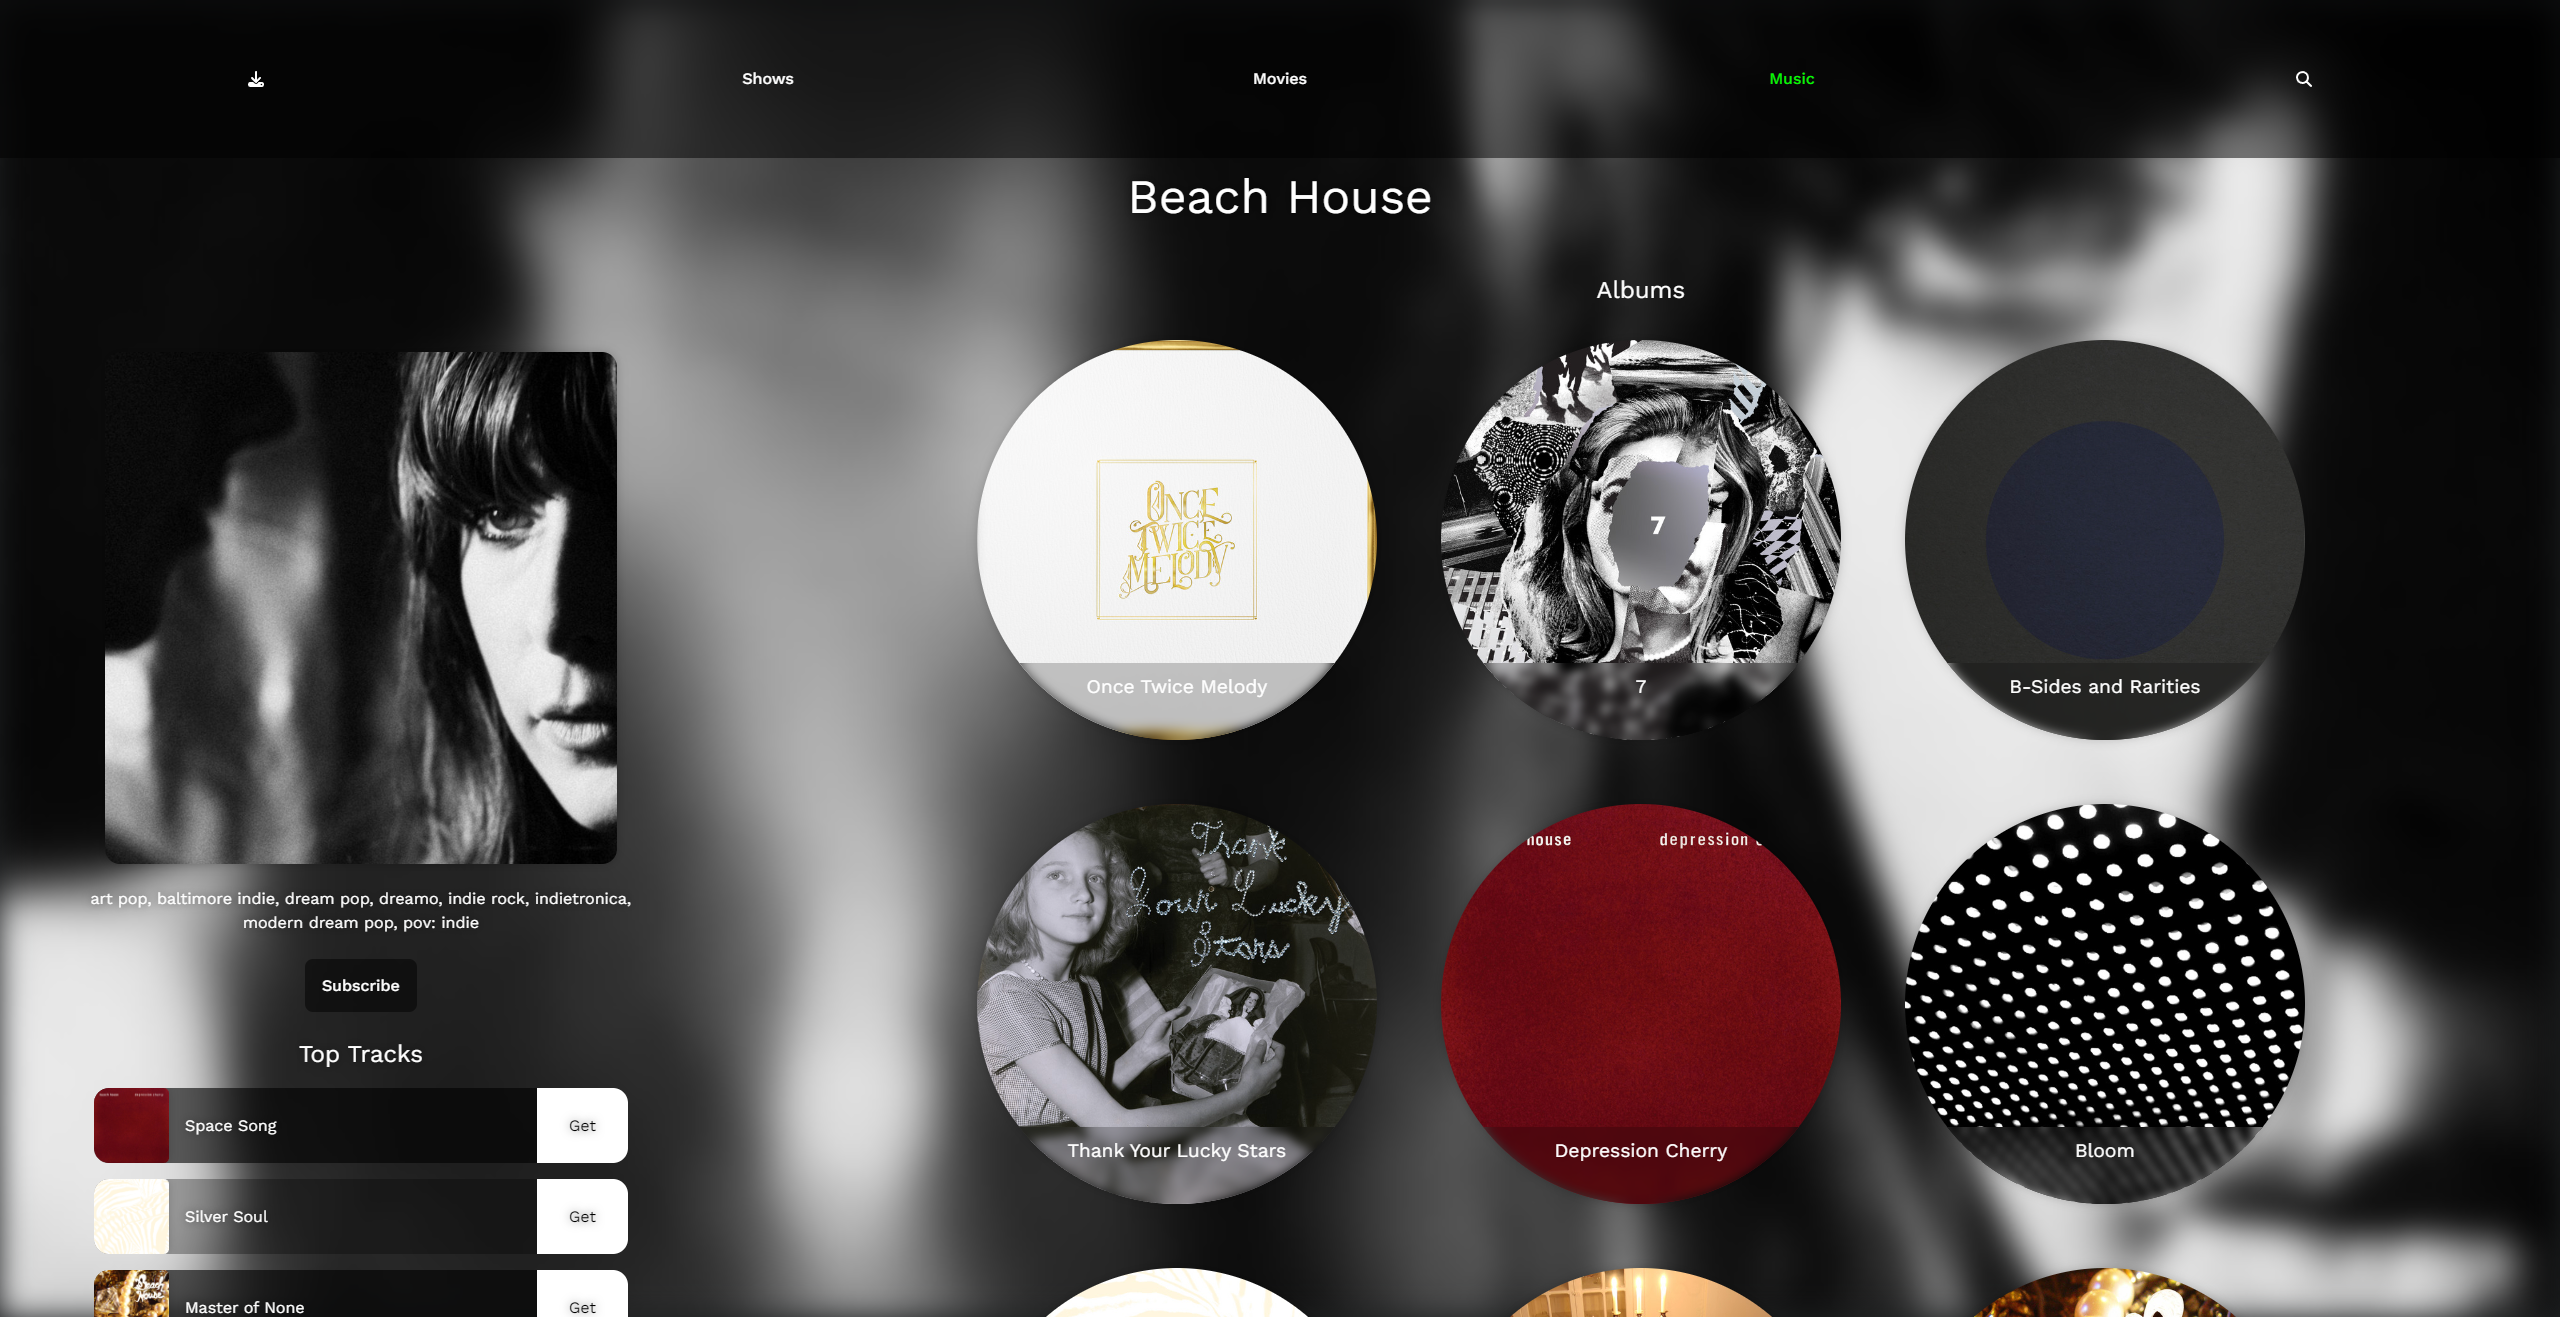 Shows
Movies
Music
Beach House
Albums
art pop, baltimore indie, dream pop, dreamo, indie rock, indietronica,
modern dream pop, pov: indie
Subscribe
Top Tracks
Space Song
Get
Silver Soul
Get
Beach
House
Master of None
Get
ONCE
TWICE
MELODY
Once Twice Melody
7
7
B-Sides and Rarities
Thank
Your Lucky
Stars
Thank Your Lucky Stars
house
depression
Depression Cherry
Bloom